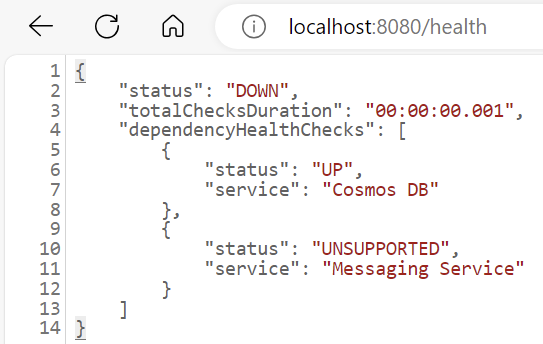 localhost:8080/health
1 {
2 "status": "DOWN",
3 "totalChecksDuration": "00:00:00.001",
4 "dependencyHealthChecks": [
5 {
6 "status": "UP",
7 "service": "Cosmos DB"
8 },
9 {
10 "status": "UNSUPPORTED",
11 "service": "Messaging Service"
12 }
13 ]
14 }